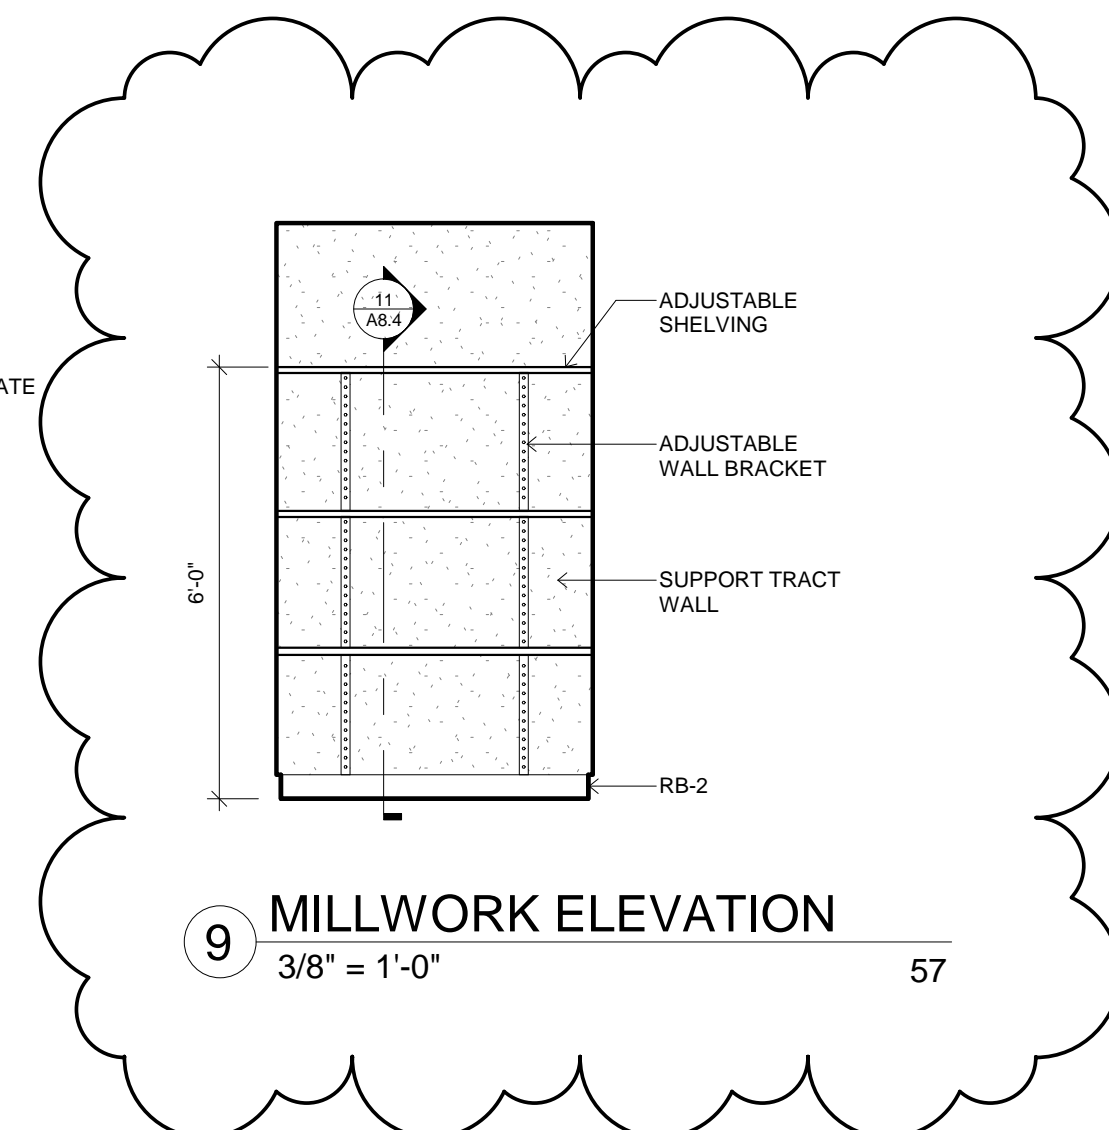 11
A8.4
ADJUSTABLE
SHELVING
ATE
ADJUSTABLE
WALL BRACKET
6'-0"
SUPPORT TRACT
WALL
RB-2
9
MILLWORK ELEVATION
3/8" = 1'-0"
57